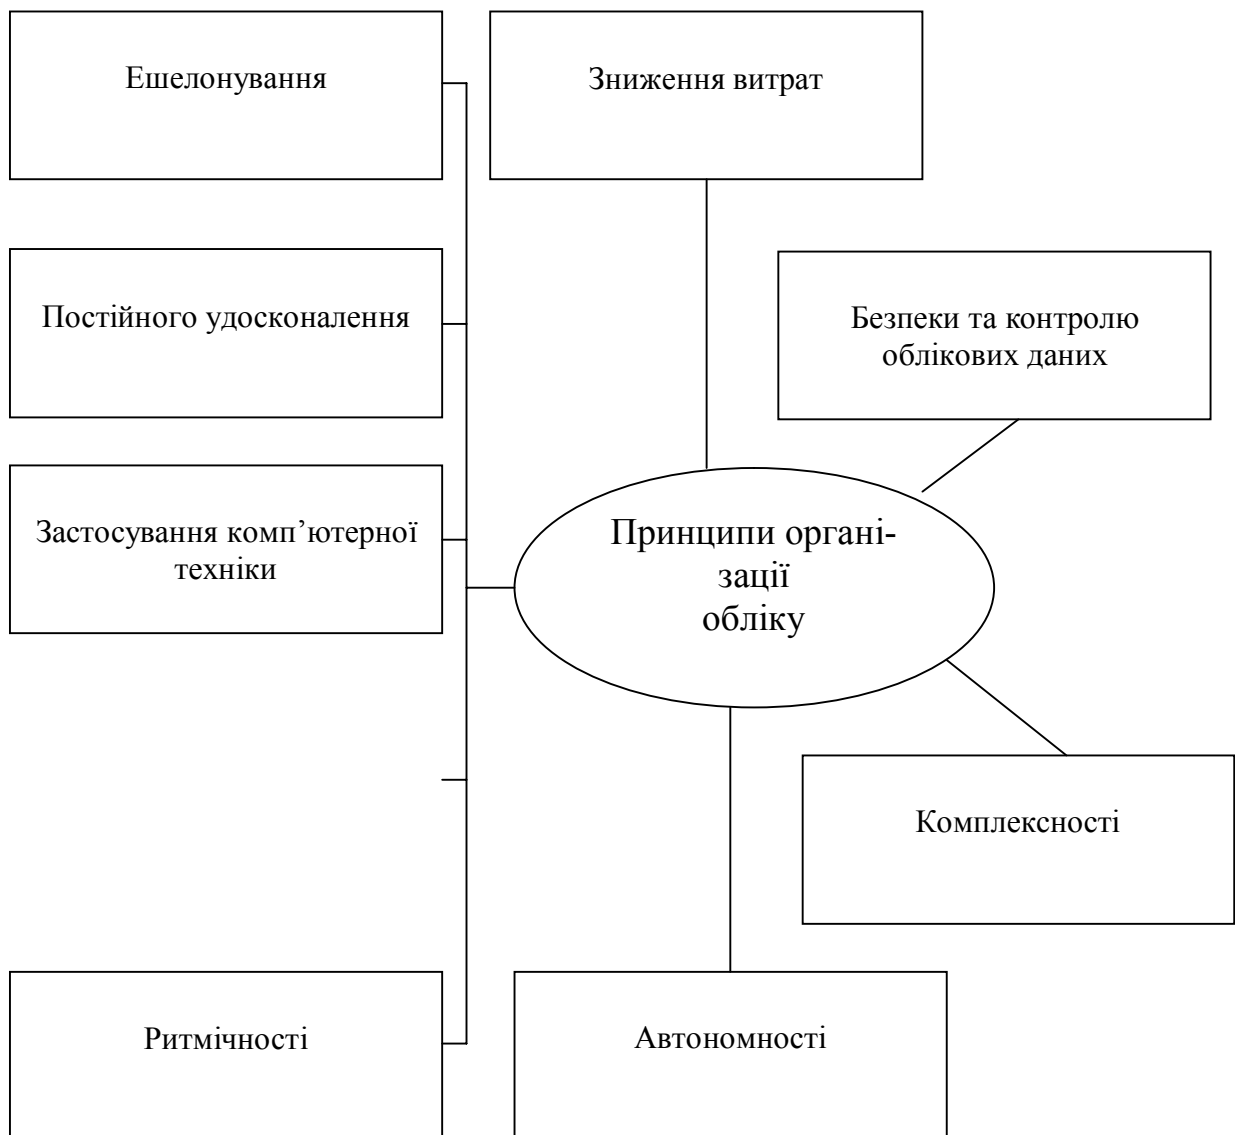 Ешелонування
Зниження витрат
Постійного удосконалення
Безпеки та контролю
облікових даних
Застосування комп’ютерної
техніки
Принципи органі-
зації
обліку
Комплексності
Ритмічності
Автономності